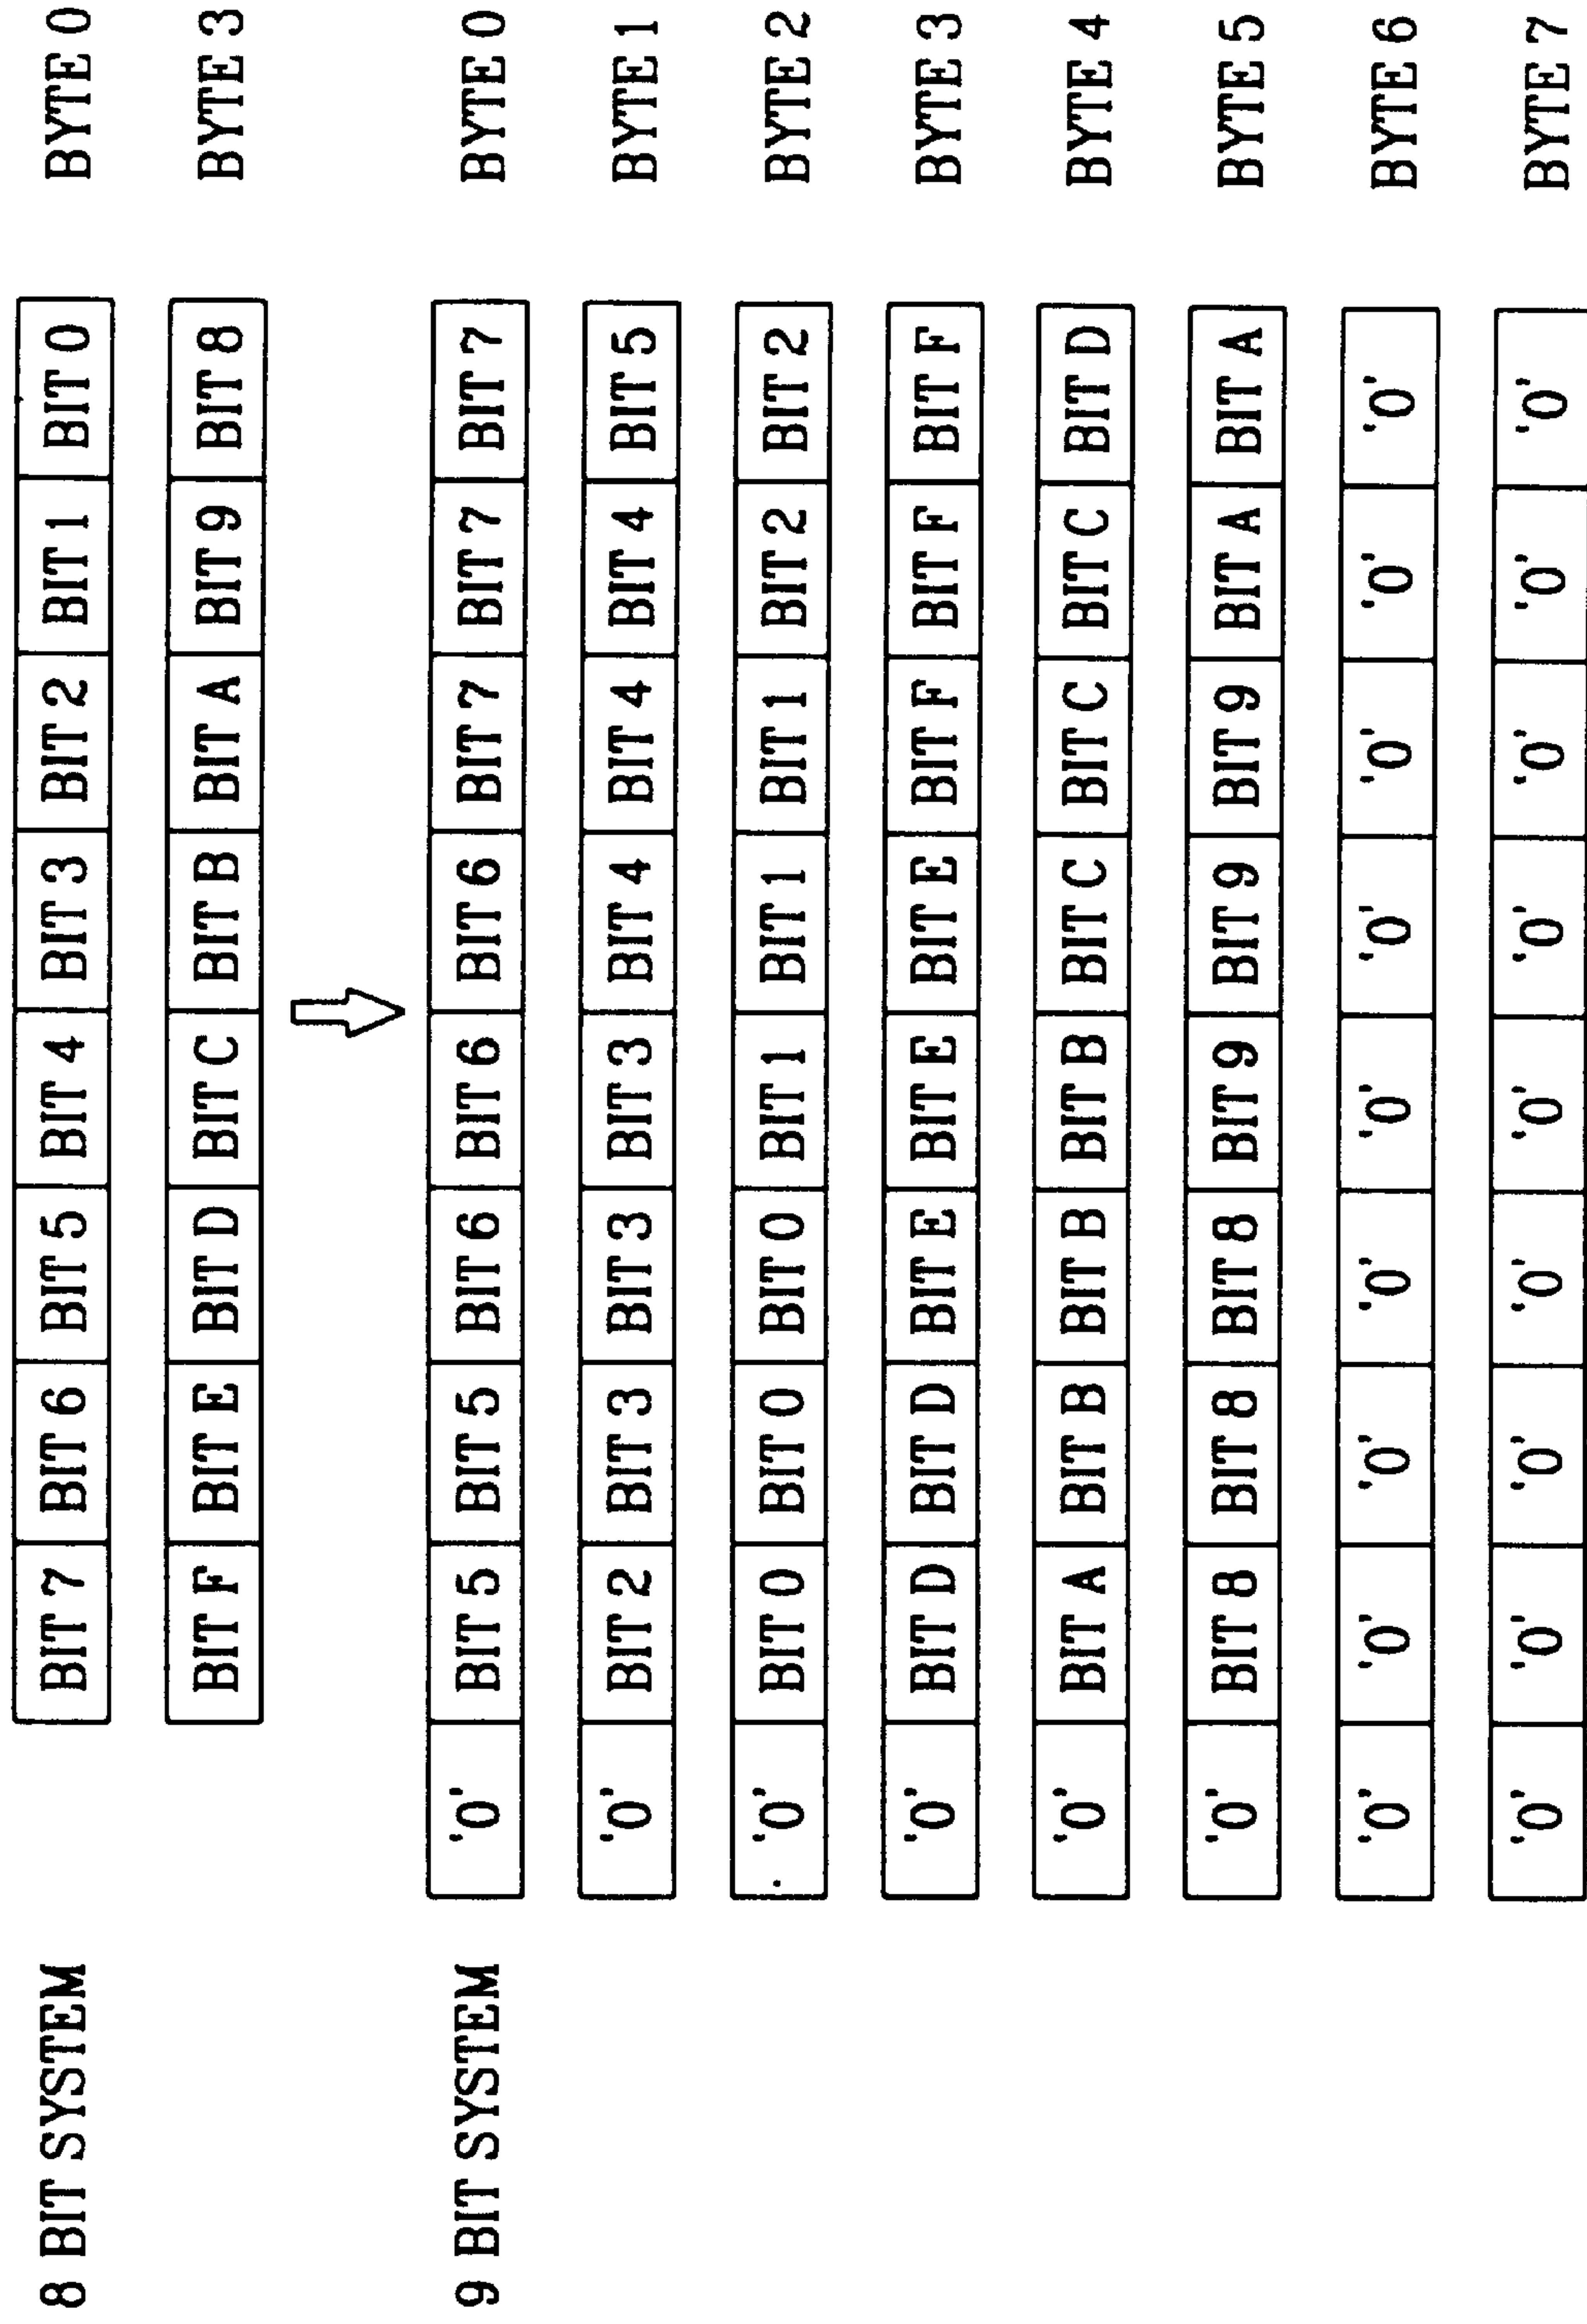 8 BIT SYSTEM BIT 7 BIT 6 BIT 5 BIT 4 BIT 3 BIT 2 BIT 1 BIT 0 BYTE 0
BIT F BIT E BIT D BIT C BIT B BIT A BIT 9 BIT 8 BYTE 3
9 BIT SYSTEM '0' BIT 5 BIT 5 BIT 6 BIT 6 BIT 6 BIT 7 BIT 7 BIT 7 BYTE 0
'0' BIT 2 BIT 3 BIT 3 BIT 3 BIT 4 BIT 4 BIT 4 BIT 5 BYTE 1
'0' BIT 0 BIT 0 BIT 0 BIT 1 BIT 1 BIT 1 BIT 2 BIT 2 BYTE 2
'0' BIT D BIT D BIT E BIT E BIT E BIT F BIT F BIT F BYTE 3
'0' BIT A BIT B BIT B BIT B BIT C BIT C BIT C BIT D BYTE 4
'0' BIT 8 BIT 8 BIT 8 BIT 9 BIT 9 BIT 9 BIT A BIT A BYTE 5
'0' '0' '0' '0' '0' '0' '0' '0' '0' BYTE 6
'0' '0' '0' '0' '0' '0' '0' '0' '0' BYTE 7